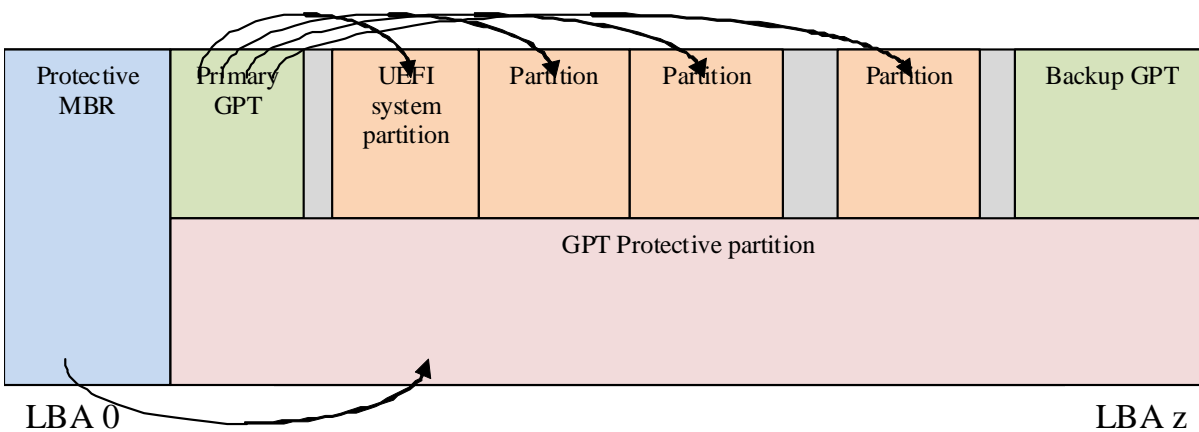 Protective
MBR
Primary
GPT
UEFI
system
partition
Partition
Partition
Partition
Backup GPT
GPT Protective partition
LBA 0
LBA z